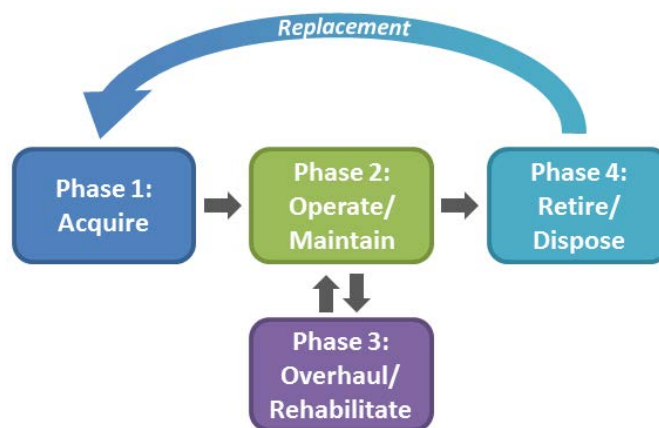 Replacement
Phase 1:
Acquire
Phase 2:
Operate/
Maintain
Phase 4:
Retire/
Dispose
Phase 3:
Overhaul/
Rehabilitate